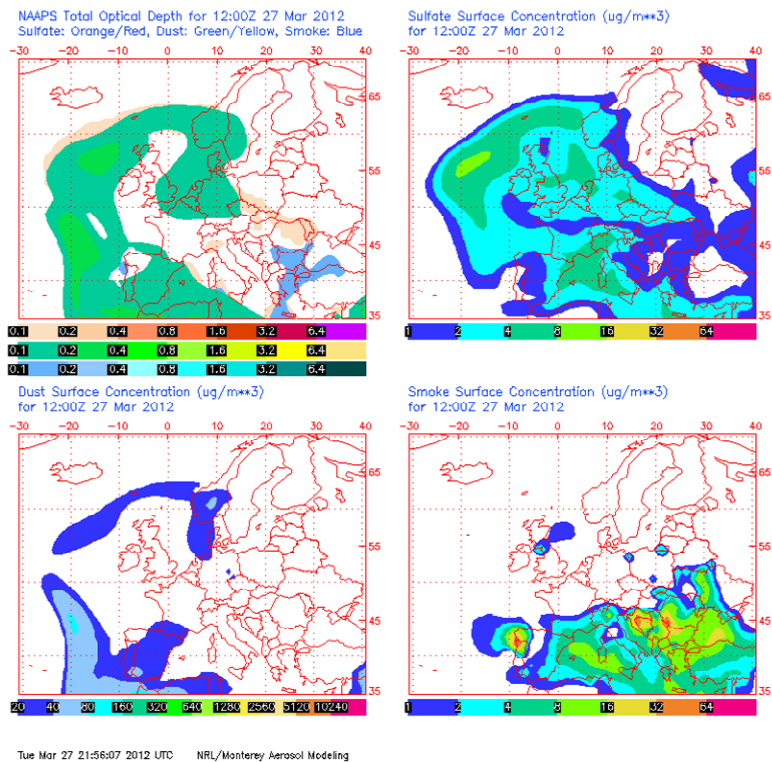 NAAPS Total Optical Depth for 12:00Z 27 Mar 2012
Sulfate: Orange/Red, Dust: Green/Yellow, Smoke: Blue
-30 -20 -10 0 10 20 30 40
65
55
45
35
0.1 0.2 0.4 0.8 1.6 3.2 6.4
0.1 0.2 0.4 0.8 1.6 3.2 6.4
0.1 0.2 0.4 0.8 1.6 3.2 6.4
Sulfate Surface Concentration (ug/m**3)
for 12:00Z 27 Mar 2012
-30 -20 -10 0 10 20 30 40
65
55
45
35
1 2 4 8 16 32 64
Dust Surface Concentration (ug/m**3)
for 12:00Z 27 Mar 2012
-30 -20 -10 0 10 20 30 40
65
55
45
35
20 40 80 160 320 640 1280 2560 5120 10240
Smoke Surface Concentration (ug/m**3)
for 12:00Z 27 Mar 2012
-30 -20 -10 0 10 20 30 40
65
55
45
35
1 2 4 8 16 32 64
Tue Mar 27 21:56:07 2012 UTC NRL/Monterey Aerosol Modeling